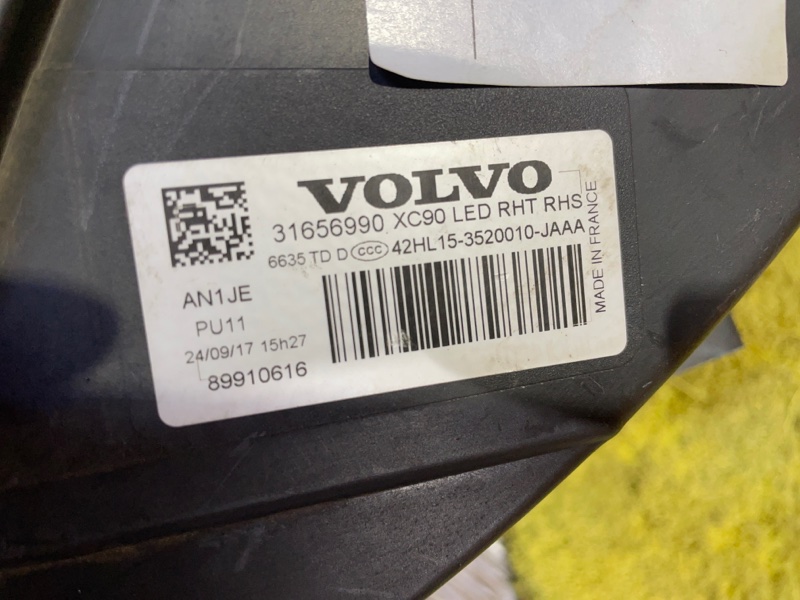 VOLVO
31656990 XC90 LED RHT RHS
6635 TD D CCC 42HL15-3520010-JAAA
AN1JE
PU11
24/09/17 15h27
89910616
MADE IN FRANCE